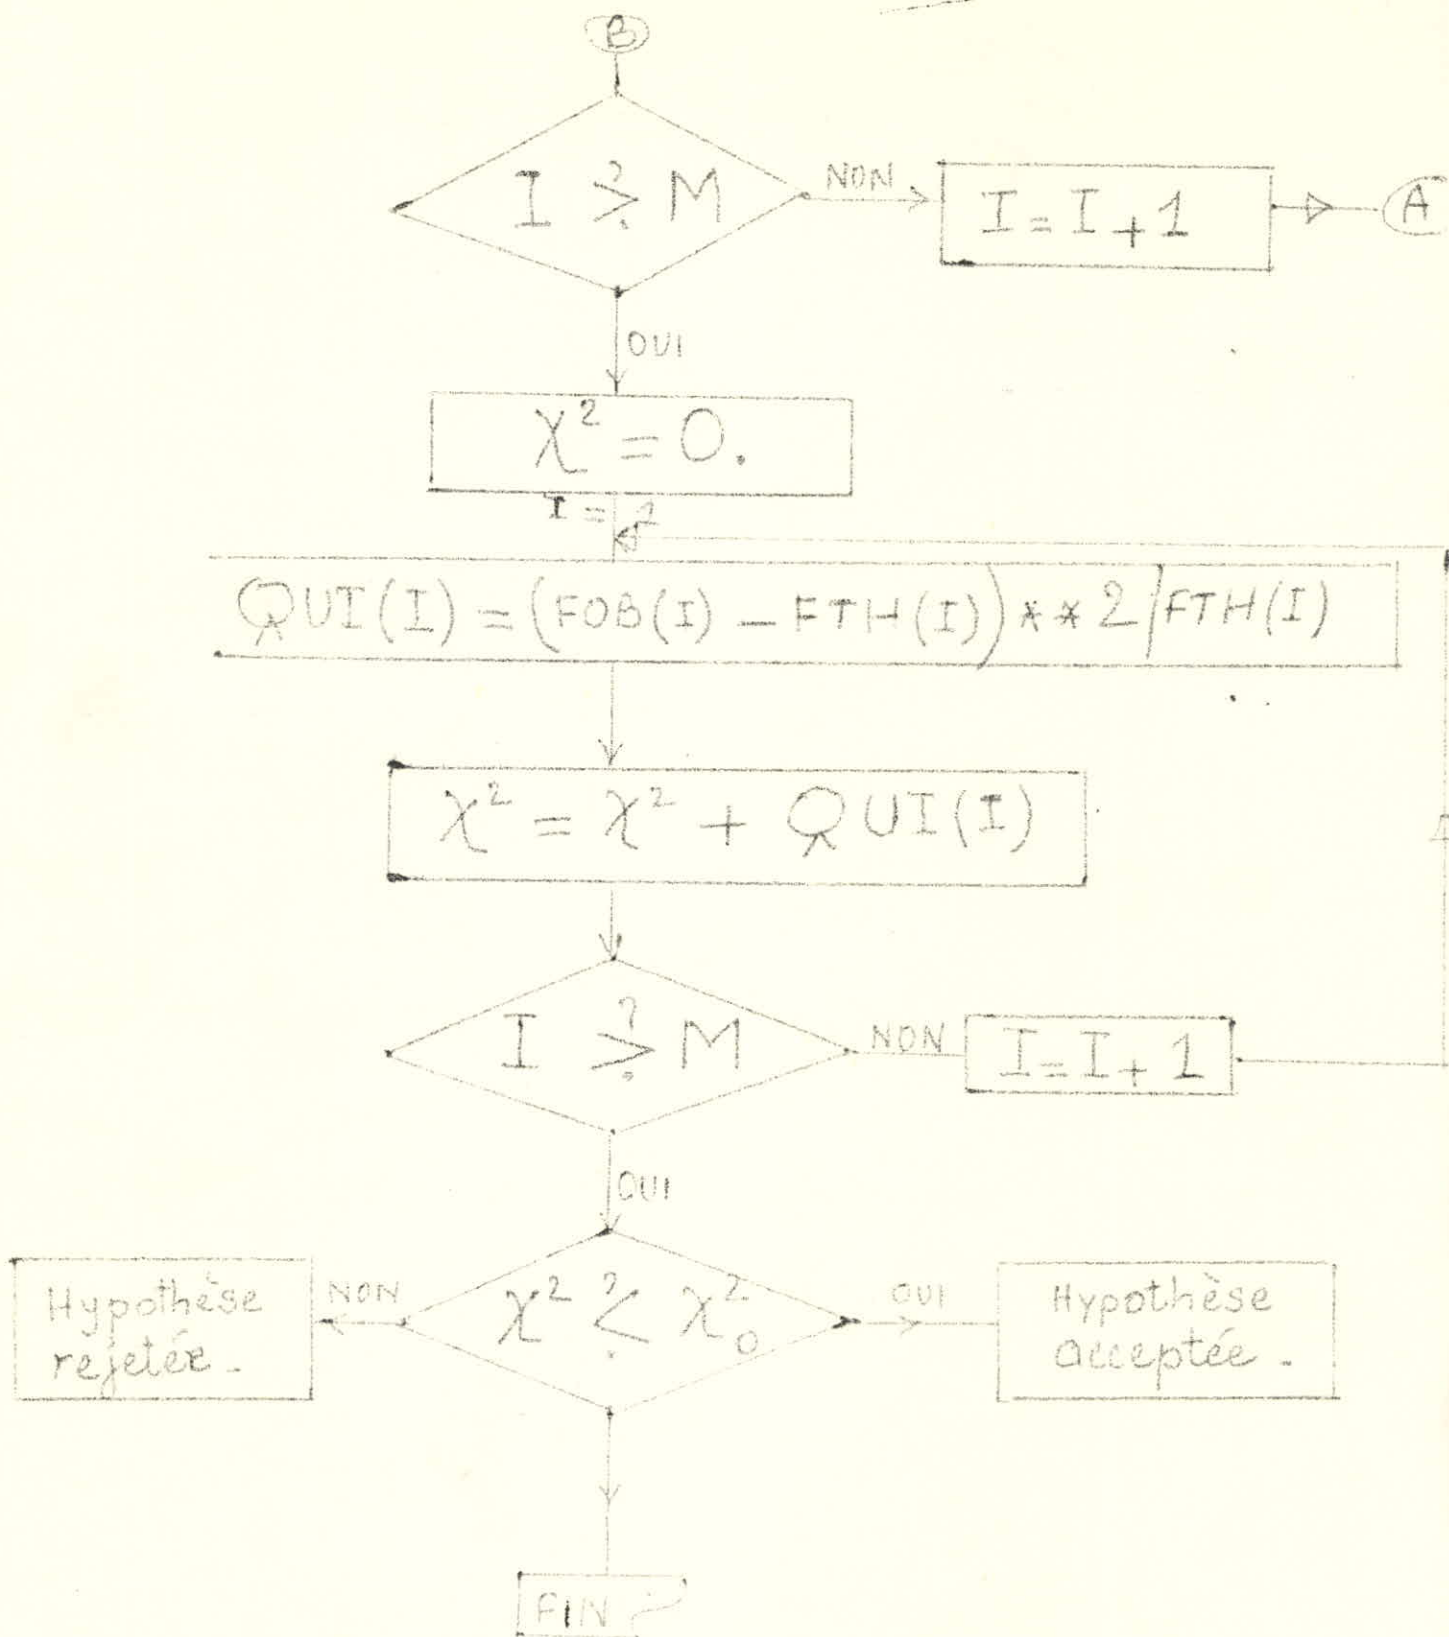 B
I ≥? M
NON
I = I + 1
A
OUI
χ² = 0.
I = 1
QUI(I) = (FOB(I) - FTH(I)) ** 2 / FTH(I)
χ² = χ² + QUI(I)
I ≥? M
NON
I = I + 1
OUI
Hypothèse
rejetée.
NON
χ² <? χ²₀
OUI
Hypothèse
acceptée.
FIN